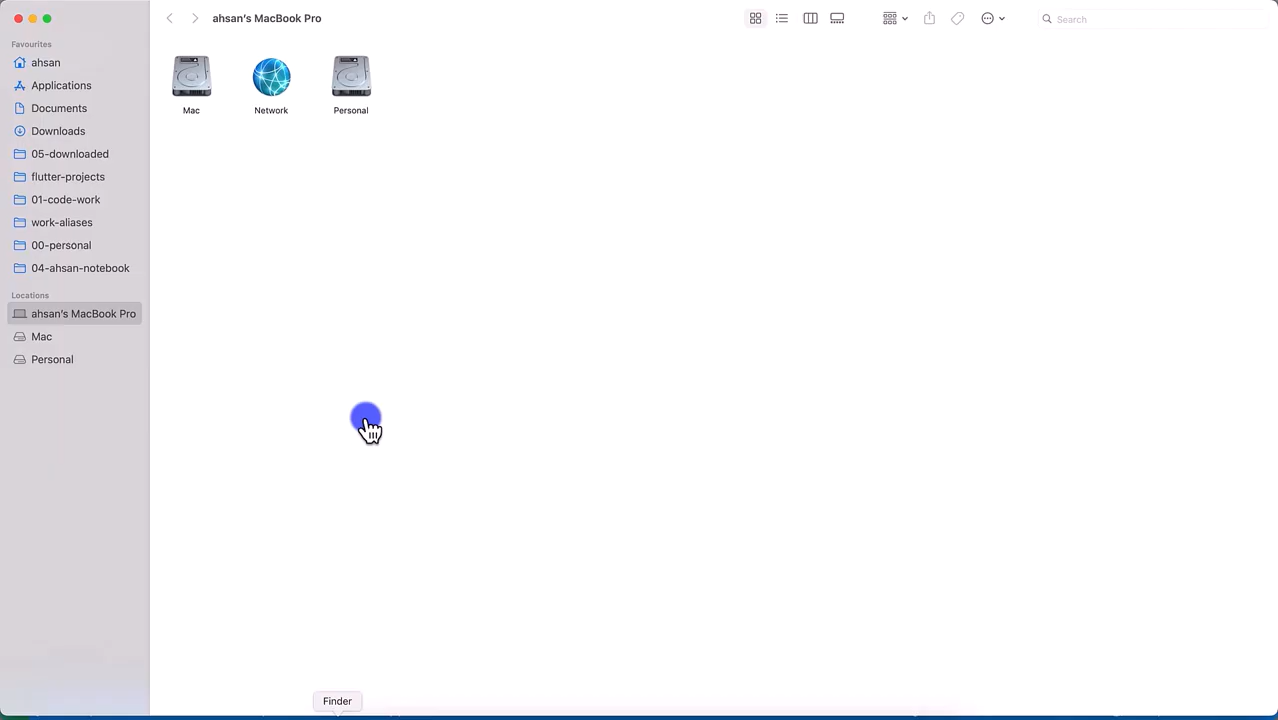 ahsan's MacBook Pro
Search
Favourites
ahsan
Applications
Documents
Downloads
05-downloaded
flutter-projects
01-code-work
work-aliases
00-personal
04-ahsan-notebook
Locations
ahsan's MacBook Pro
Mac
Personal
Mac
Network
Personal
Finder